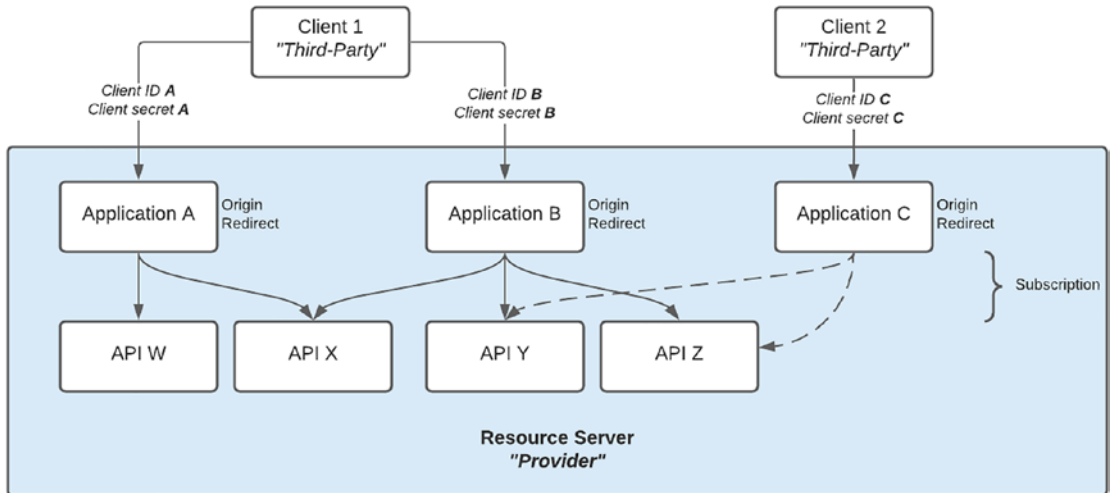 Client 1
"Third-Party"
Client 2
"Third-Party"
Client ID A
Client secret A
Client ID B
Client secret B
Client ID C
Client secret C
Application A
Origin
Redirect
Application B
Origin
Redirect
Application C
Origin
Redirect
Subscription
API W
API X
API Y
API Z
Resource Server
"Provider"